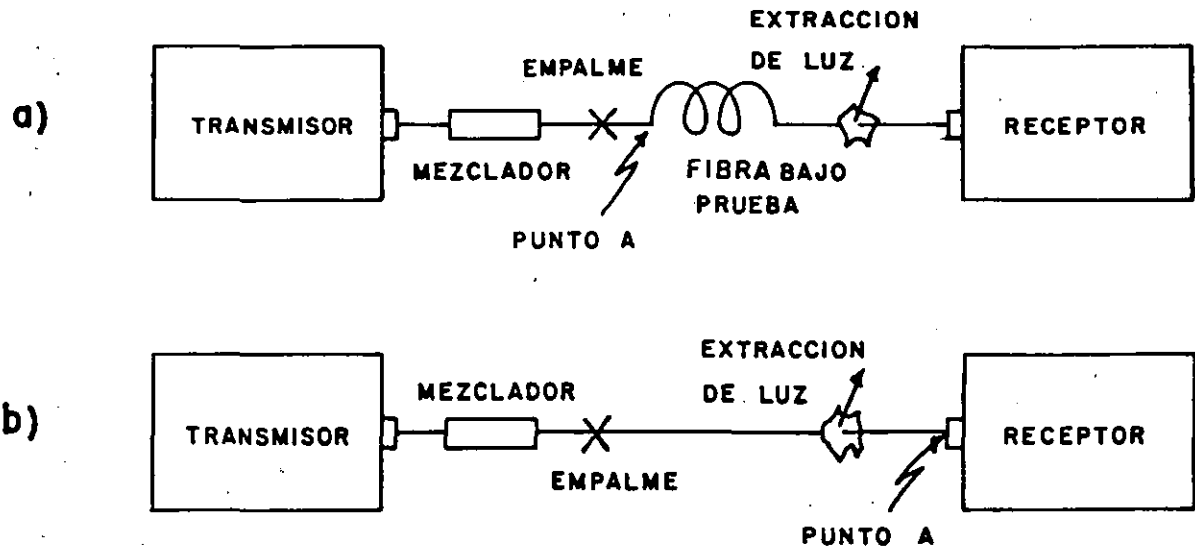 a)
EXTRACCION
DE LUZ
EMPALME
TRANSMISOR
MEZCLADOR
FIBRA BAJO
PRUEBA
RECEPTOR
PUNTO A
b)
EXTRACCION
DE LUZ
MEZCLADOR
TRANSMISOR
EMPALME
RECEPTOR
PUNTO A